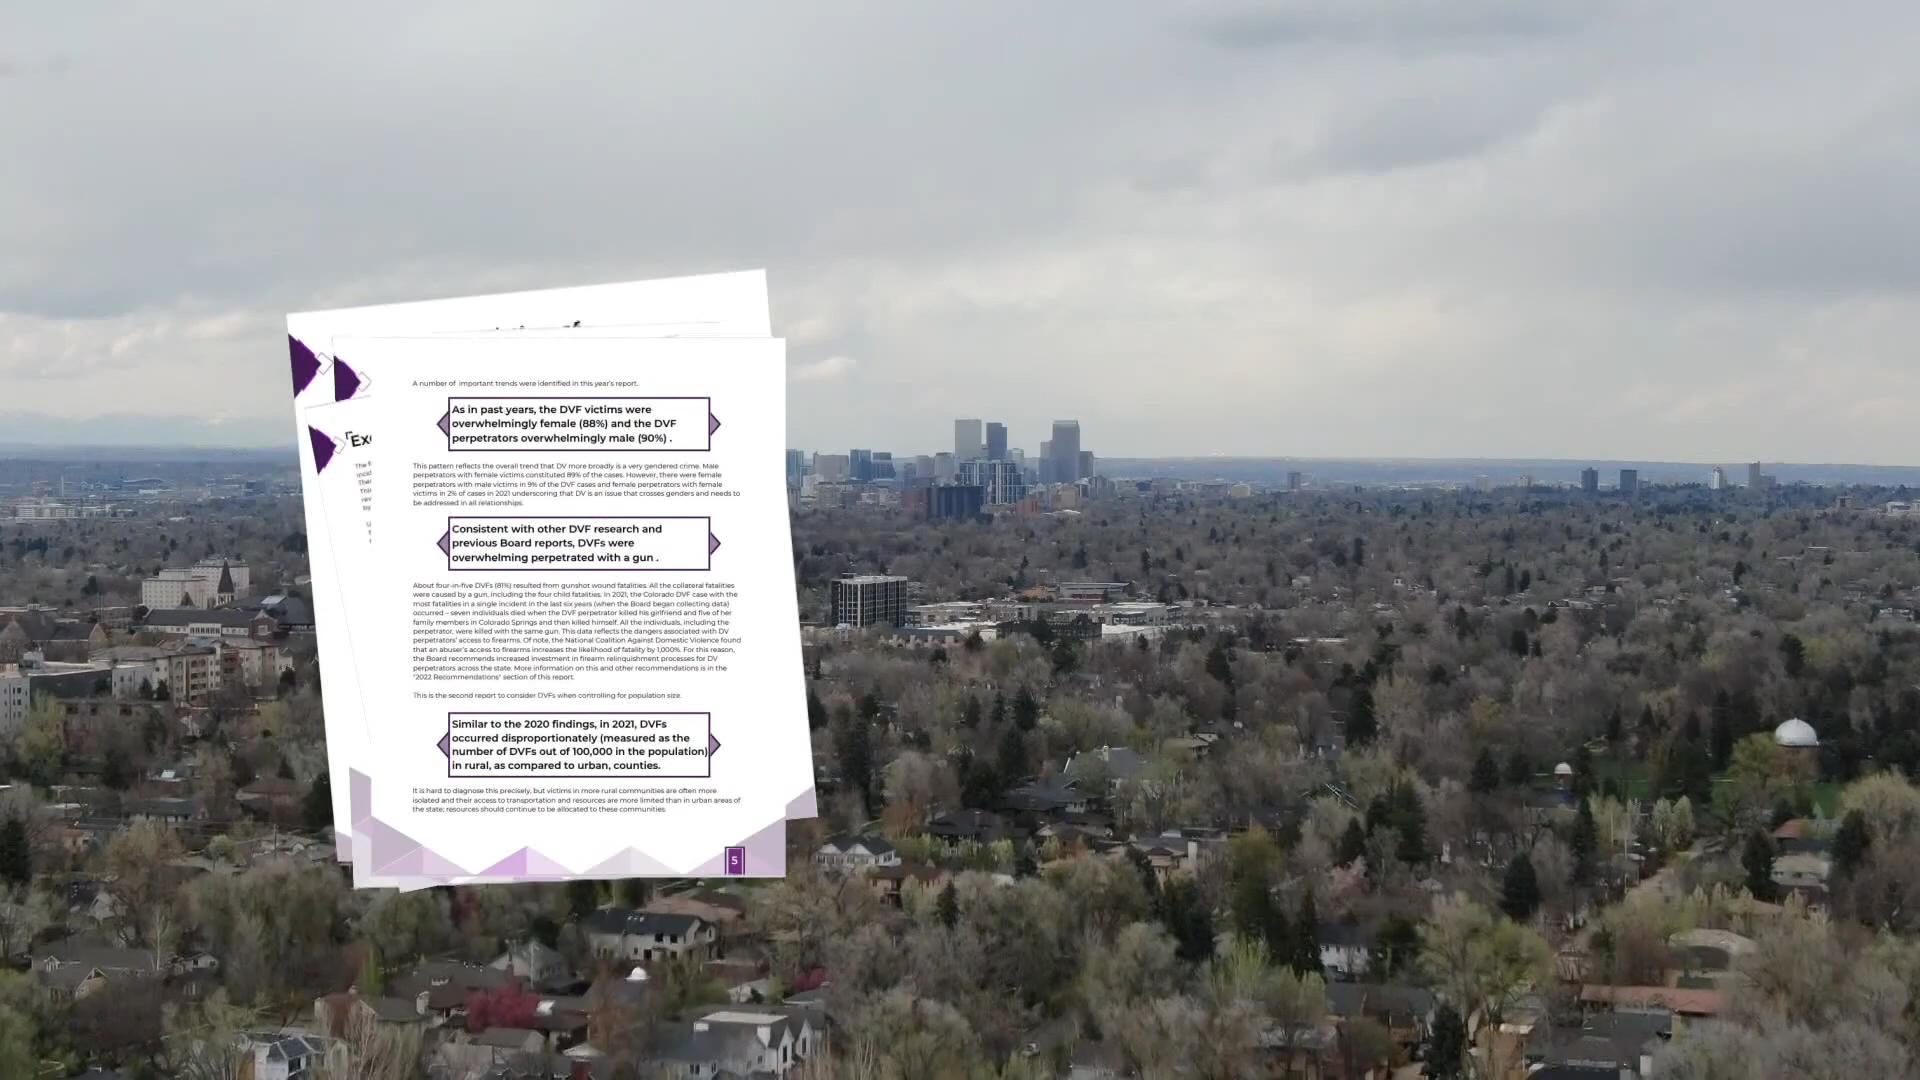 A number of important trends were identified in this year's report.
As in past years, the DVF victims were
overwhelmingly female (88%) and the DVF
perpetrators overwhelmingly male (90%) .
This pattern reflects the overall trend that DV more broadly is a very gendered crime. Male
perpetrators with female victims constituted 89% of the cases. However, there were female
perpetrators with male victims in 9% of the DVF cases and female perpetrators with female
victims in 2% of cases in 2021 underscoring that DV is an issue that crosses genders and needs to
be addressed in all relationships.
Consistent with other DVF research and
previous Board reports, DVFs were
overwhelming perpetrated with a gun .
About four-in-five DVFs (81%) resulted from gunshot wound fatalities. All the collateral fatalities
were caused by a gun, including the four child fatalities. In 2021, the Colorado DVF case with the
most fatalities in a single incident in the last six years (when the Board began collecting data)
occurred – seven individuals died when the DVF perpetrator killed his girlfriend and five of her
family members in Colorado Springs and then killed himself. All the individuals, including the
perpetrator, were killed with the same gun. This data reflects the dangers associated with DV
perpetrators' access to firearms. Of note, the National Coalition Against Domestic Violence found
that an abuser's access to firearms increases the likelihood of fatality by 1,000%. For this reason,
the Board recommends increased investment in firearm relinquishment processes for DV
perpetrators across the state. More information on this and other recommendations is in the
"2022 Recommendations" section of this report.
This is the second report to consider DVFs when controlling for population size.
Similar to the 2020 findings, in 2021, DVFs
occurred disproportionately (measured as the
number of DVFs out of 100,000 in the population)
in rural, as compared to urban, counties.
It is hard to diagnose this precisely, but victims in more rural communities are often more
isolated and their access to transportation and resources are more limited than in urban areas of
the state; resources should continue to be allocated to these communities.
5